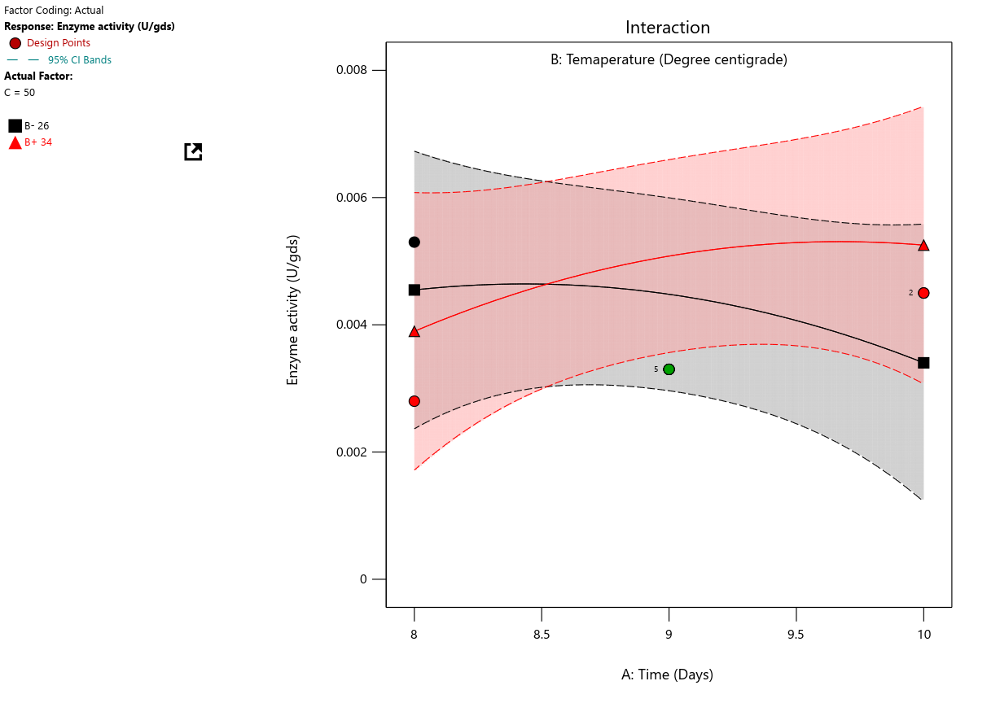 Factor Coding: Actual
Response: Enzyme activity (U/gds)
Design Points
95% CI Bands
Actual Factor:
C = 50
B- 26
B+ 34
Interaction
B: Temaperature (Degree centigrade)
Enzyme activity (U/gds)
0.008
0.006
0.004
0.002
0
2
5
8
8.5
9
9.5
10
A: Time (Days)